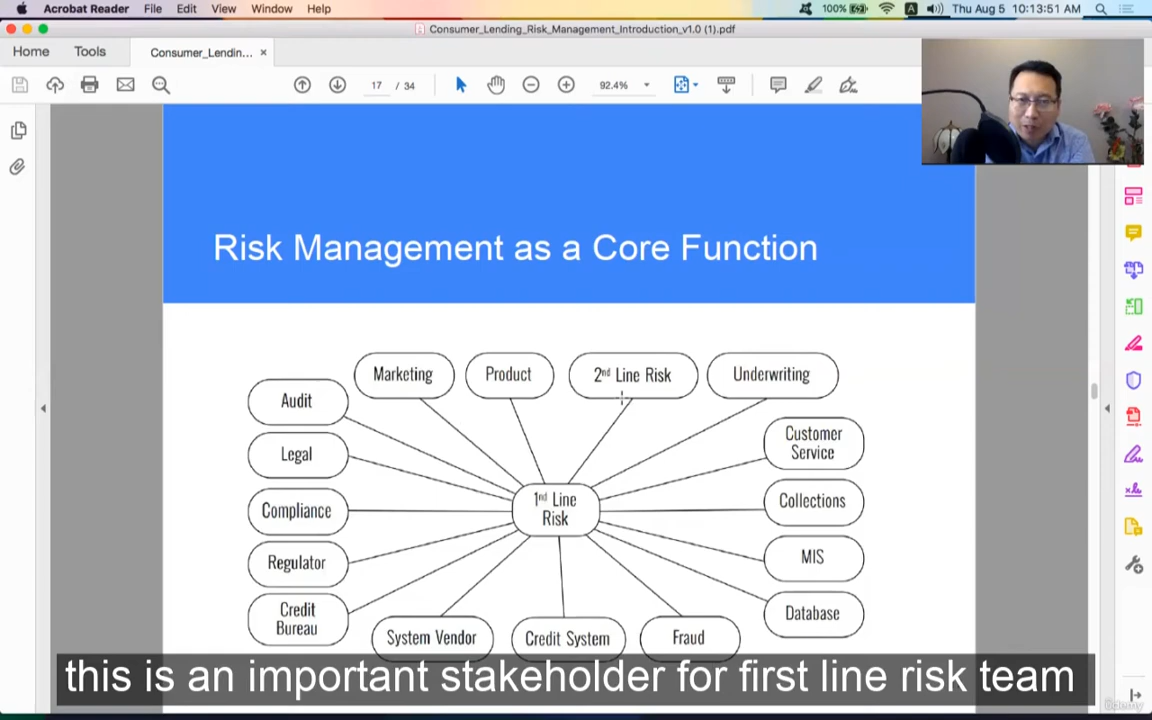 Acrobat Reader File Edit View Window Help 100% A Thu Aug 5 10:13:51 AM
Consumer_Lending_Risk_Management_Introduction_v1.0 (1).pdf
Home Tools Consumer_Lendin... ×
17 / 34 92.4%
Risk Management as a Core Function
Marketing
Product
2nd Line Risk
Underwriting
Audit
Customer
Service
Legal
1nd Line
Risk
Collections
Compliance
MIS
Regulator
Credit
Bureau
Database
System Vendor
Credit System
Fraud
this is an important stakeholder for first line risk team
ûdemy